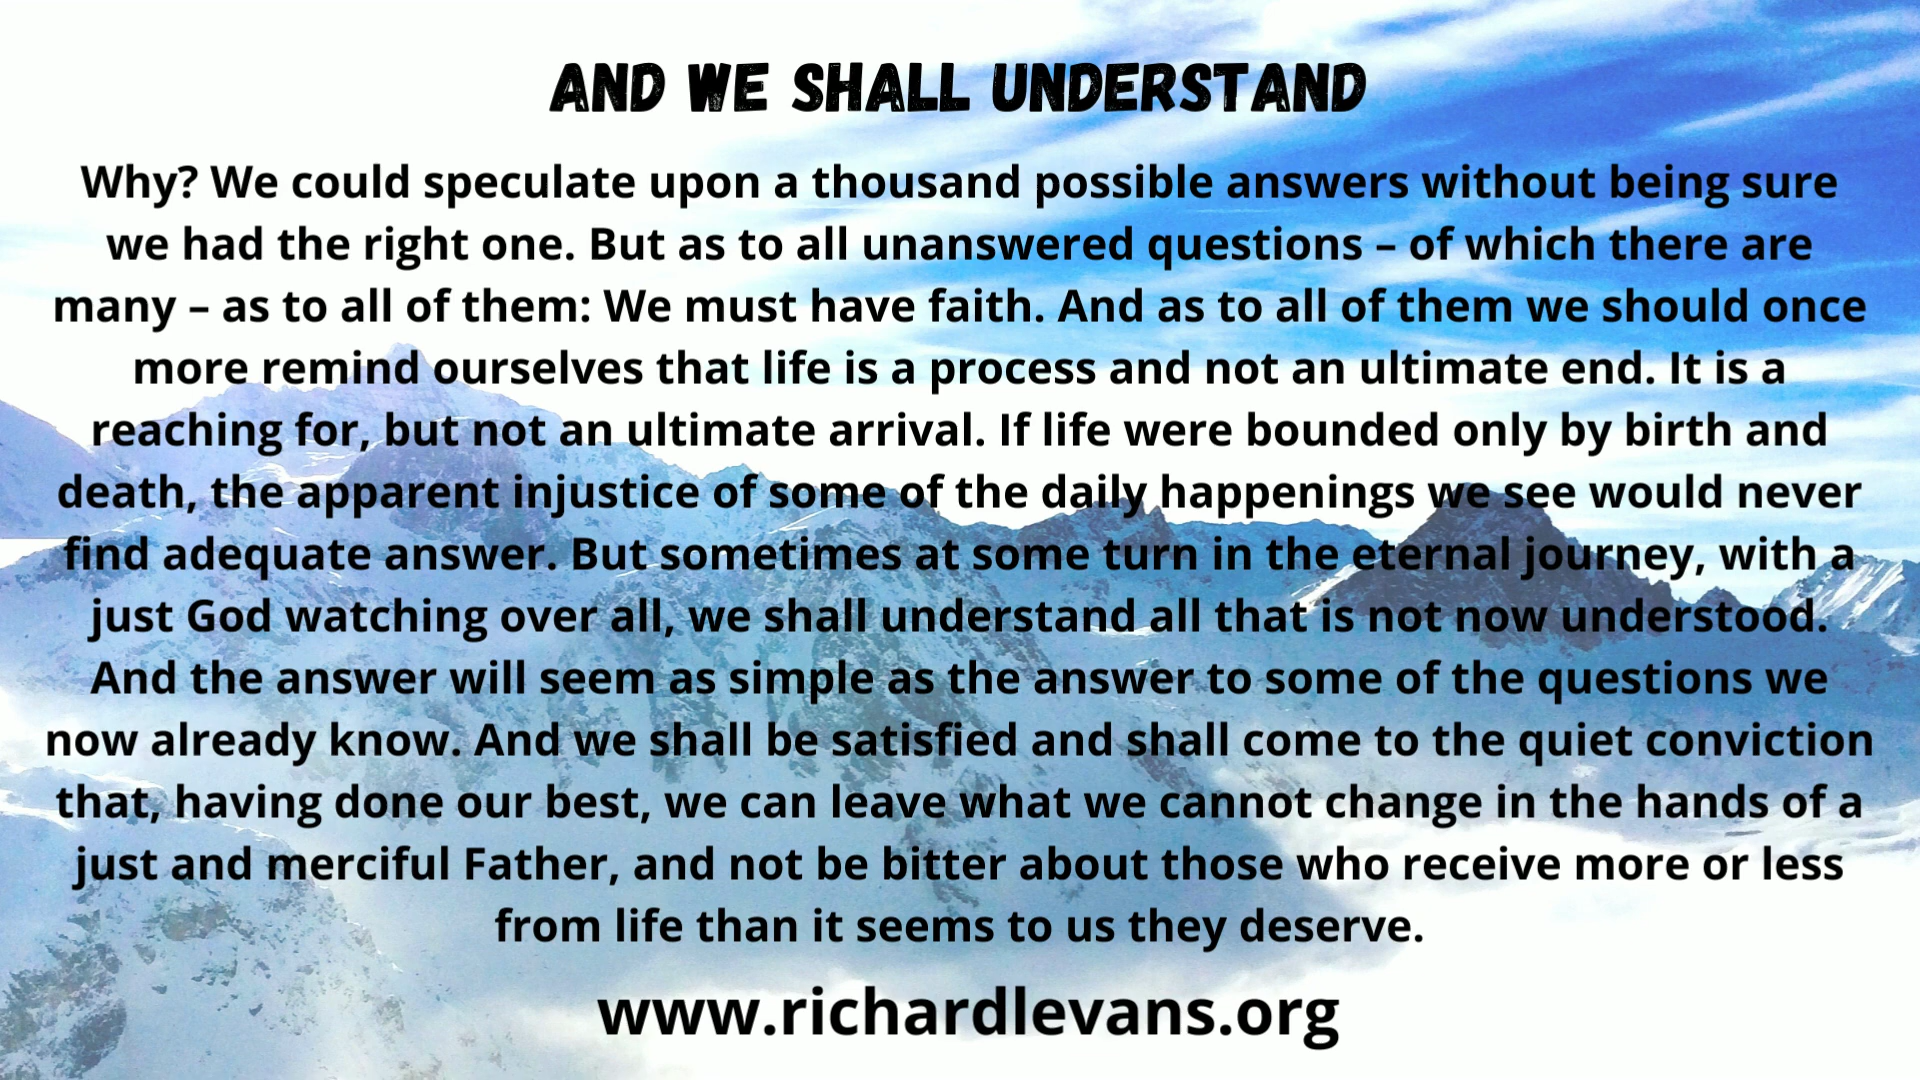 AND WE SHALL UNDERSTAND
Why? We could speculate upon a thousand possible answers without being sure
we had the right one. But as to all unanswered questions – of which there are
many – as to all of them: We must have faith. And as to all of them we should once
more remind ourselves that life is a process and not an ultimate end. It is a
reaching for, but not an ultimate arrival. If life were bounded only by birth and
death, the apparent injustice of some of the daily happenings we see would never
find adequate answer. But sometimes at some turn in the eternal journey, with a
just God watching over all, we shall understand all that is not now understood.
And the answer will seem as simple as the answer to some of the questions we
now already know. And we shall be satisfied and shall come to the quiet conviction
that, having done our best, we can leave what we cannot change in the hands of a
just and merciful Father, and not be bitter about those who receive more or less
from life than it seems to us they deserve.
www.richardlevans.org